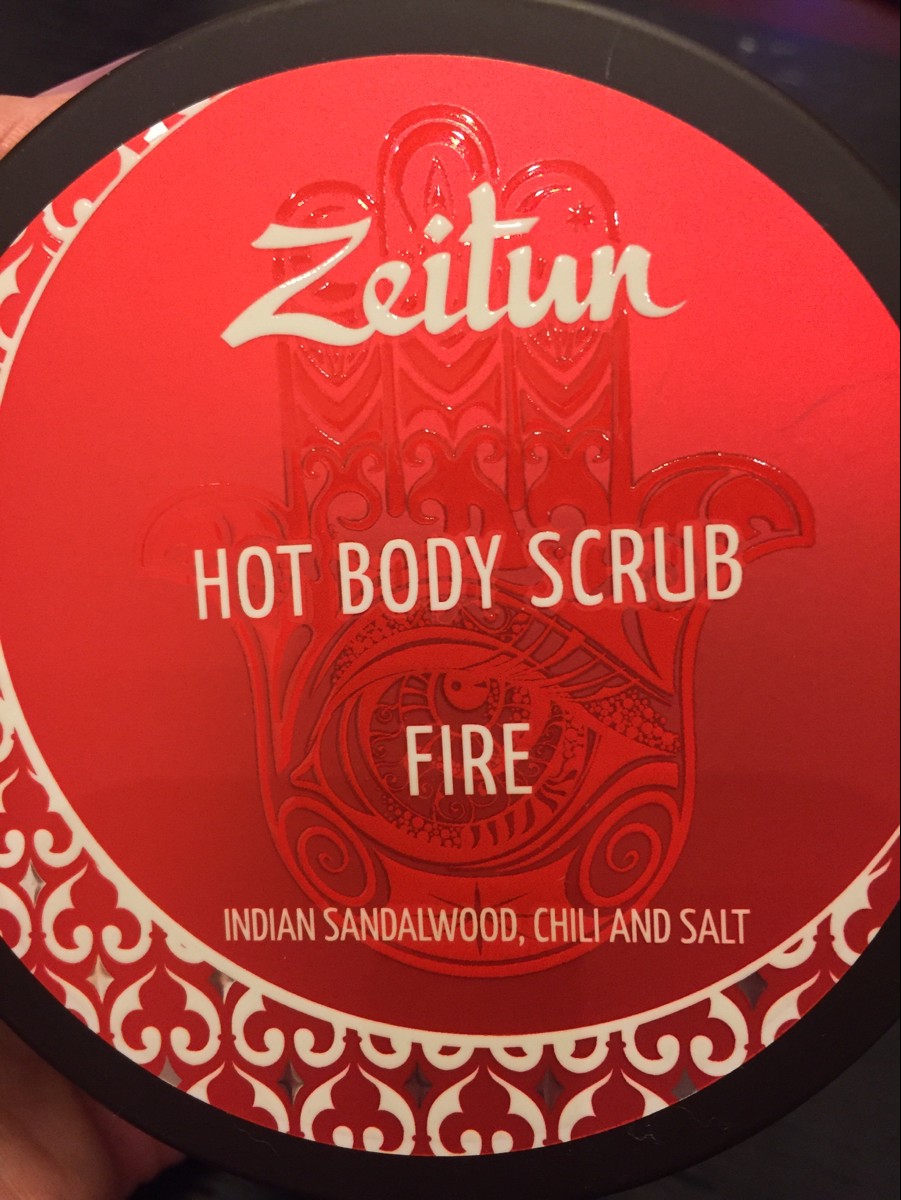 Zeitun
HOT BODY SCRUB
FIRE
INDIAN SANDALWOOD, CHILI AND SALT